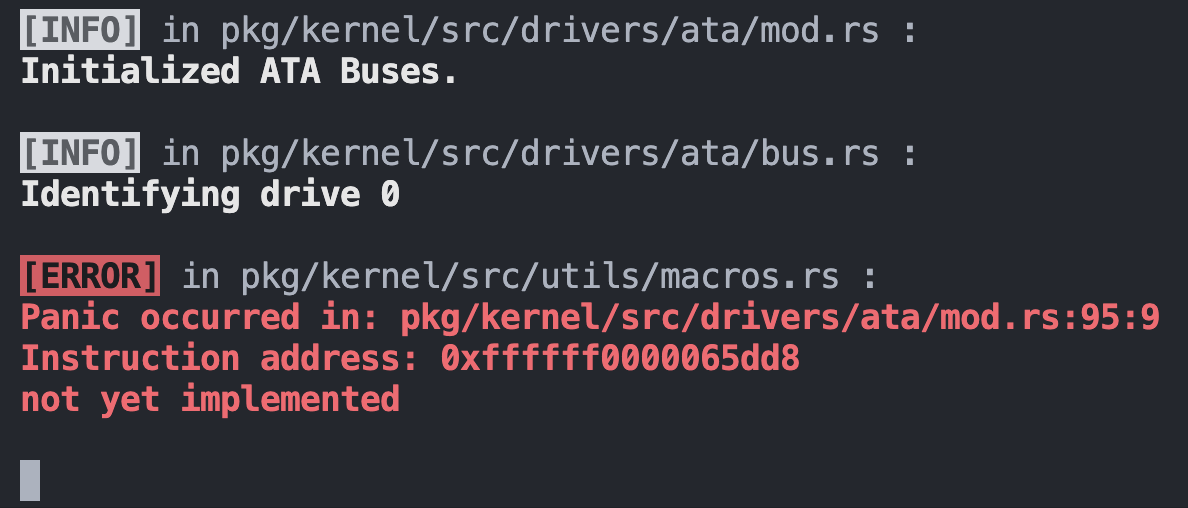 [INFO] in pkg/kernel/src/drivers/ata/mod.rs :
Initialized ATA Buses.
[INFO] in pkg/kernel/src/drivers/ata/bus.rs :
Identifying drive 0
[ERROR] in pkg/kernel/src/utils/macros.rs :
Panic occurred in: pkg/kernel/src/drivers/ata/mod.rs:95:9
Instruction address: 0xffffff0000065dd8
not yet implemented